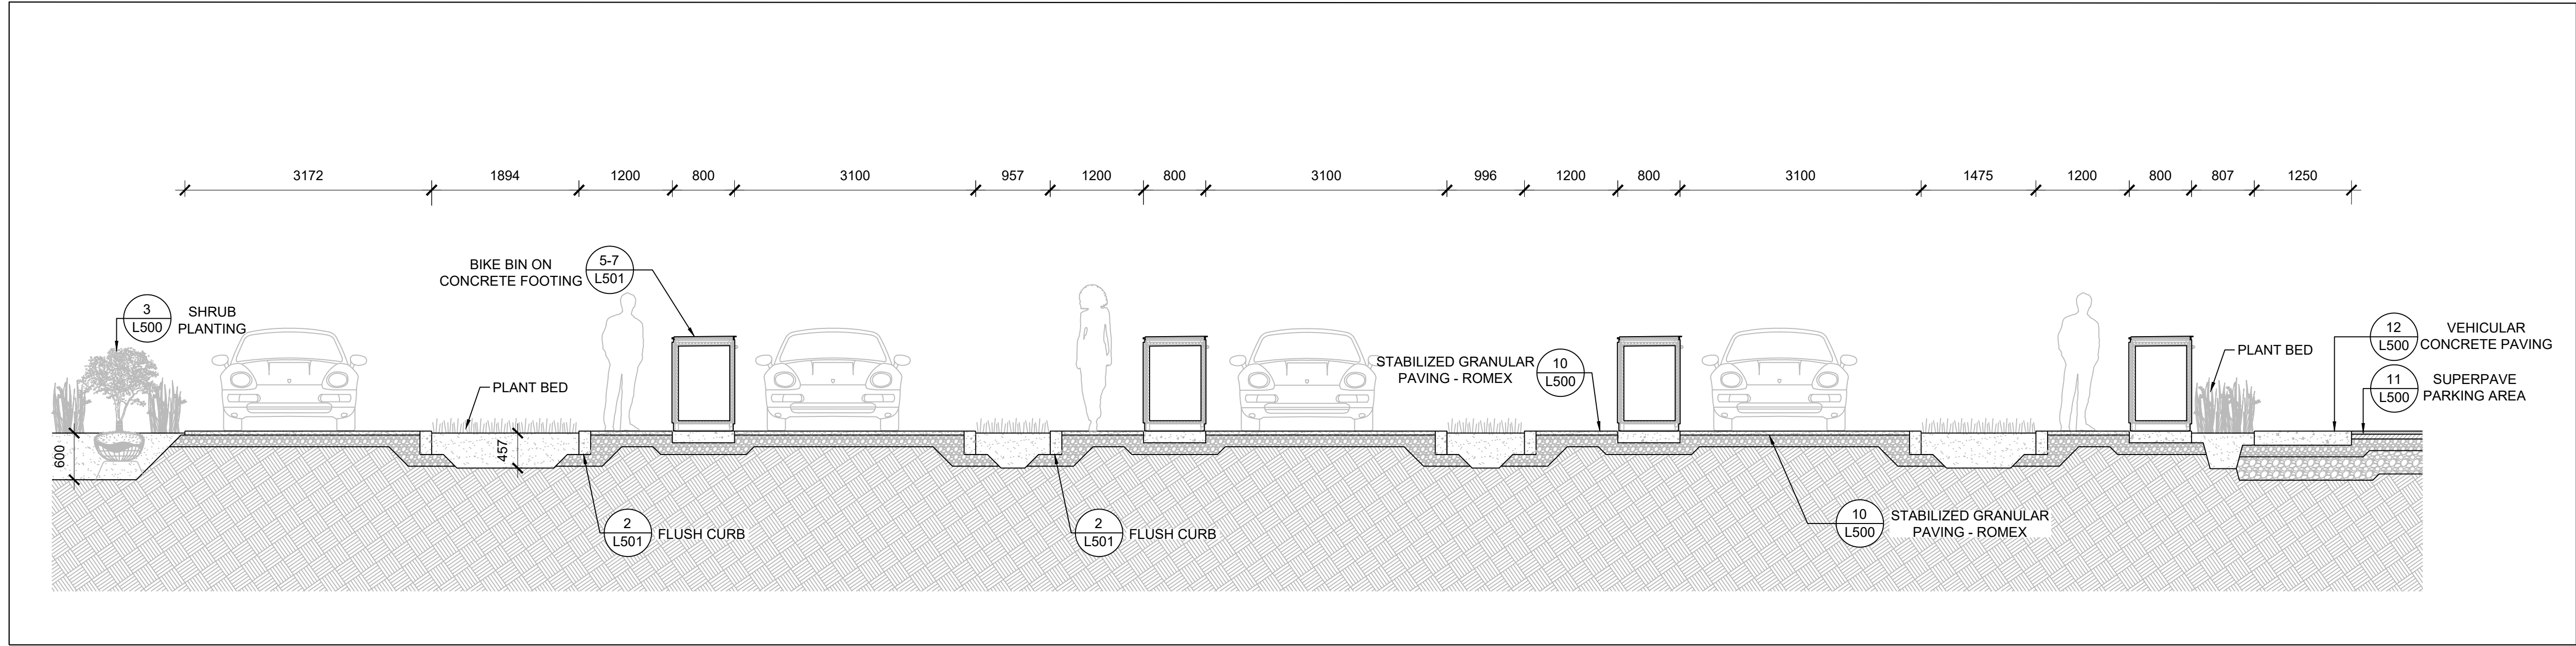 3172
1894
1200
800
3100
957
1200
800
3100
996
1200
800
3100
1475
1200
800
807
1250
BIKE BIN ON
CONCRETE FOOTING
5-7
L501
3
L500
SHRUB
PLANTING
PLANT BED
STABILIZED GRANULAR
PAVING - ROMEX
10
L500
PLANT BED
12
L500
VEHICULAR
CONCRETE PAVING
11
L500
SUPERPAVE
PARKING AREA
600
457
2
L501
FLUSH CURB
2
L501
FLUSH CURB
10
L500
STABILIZED GRANULAR
PAVING - ROMEX